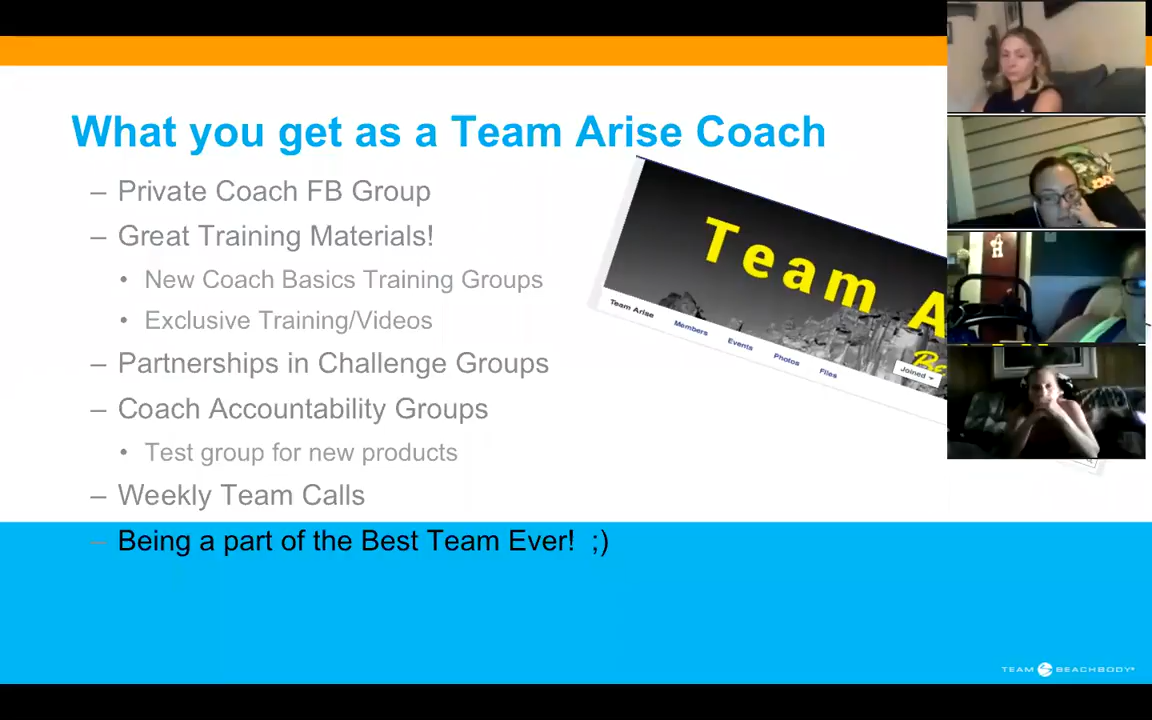 What you get as a Team Arise Coach
– Private Coach FB Group
– Great Training Materials!
• New Coach Basics Training Groups
• Exclusive Training/Videos
– Partnerships in Challenge Groups
– Coach Accountability Groups
• Test group for new products
– Weekly Team Calls
– Being a part of the Best Team Ever!  ;)
Team A
Be
Team Arise
Members
Events
Photos
Files
Joined
TEAM BEACHBODY